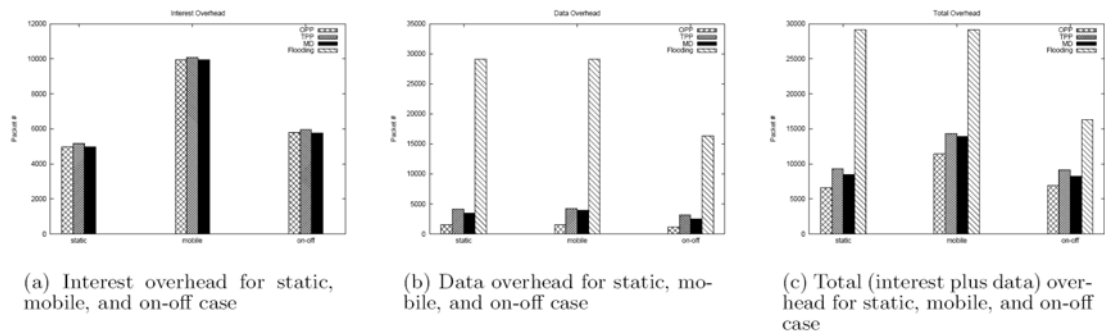 Interest Overhead
12000
10000
8000
6000
4000
2000
0
Packet #
OPP
TPP
MD
Flooding
static
mobile
on-off
(a) Interest overhead for static,
mobile, and on-off case
Data Overhead
35000
30000
25000
20000
15000
10000
5000
0
Packet #
OPP
TPP
MD
Flooding
static
mobile
on-off
(b) Data overhead for static, mo-
bile, and on-off case
Total Overhead
30000
25000
20000
15000
10000
5000
0
Packet #
OPP
TPP
MD
Flooding
static
mobile
on-off
(c) Total (interest plus data) over-
head for static, mobile, and on-off
case